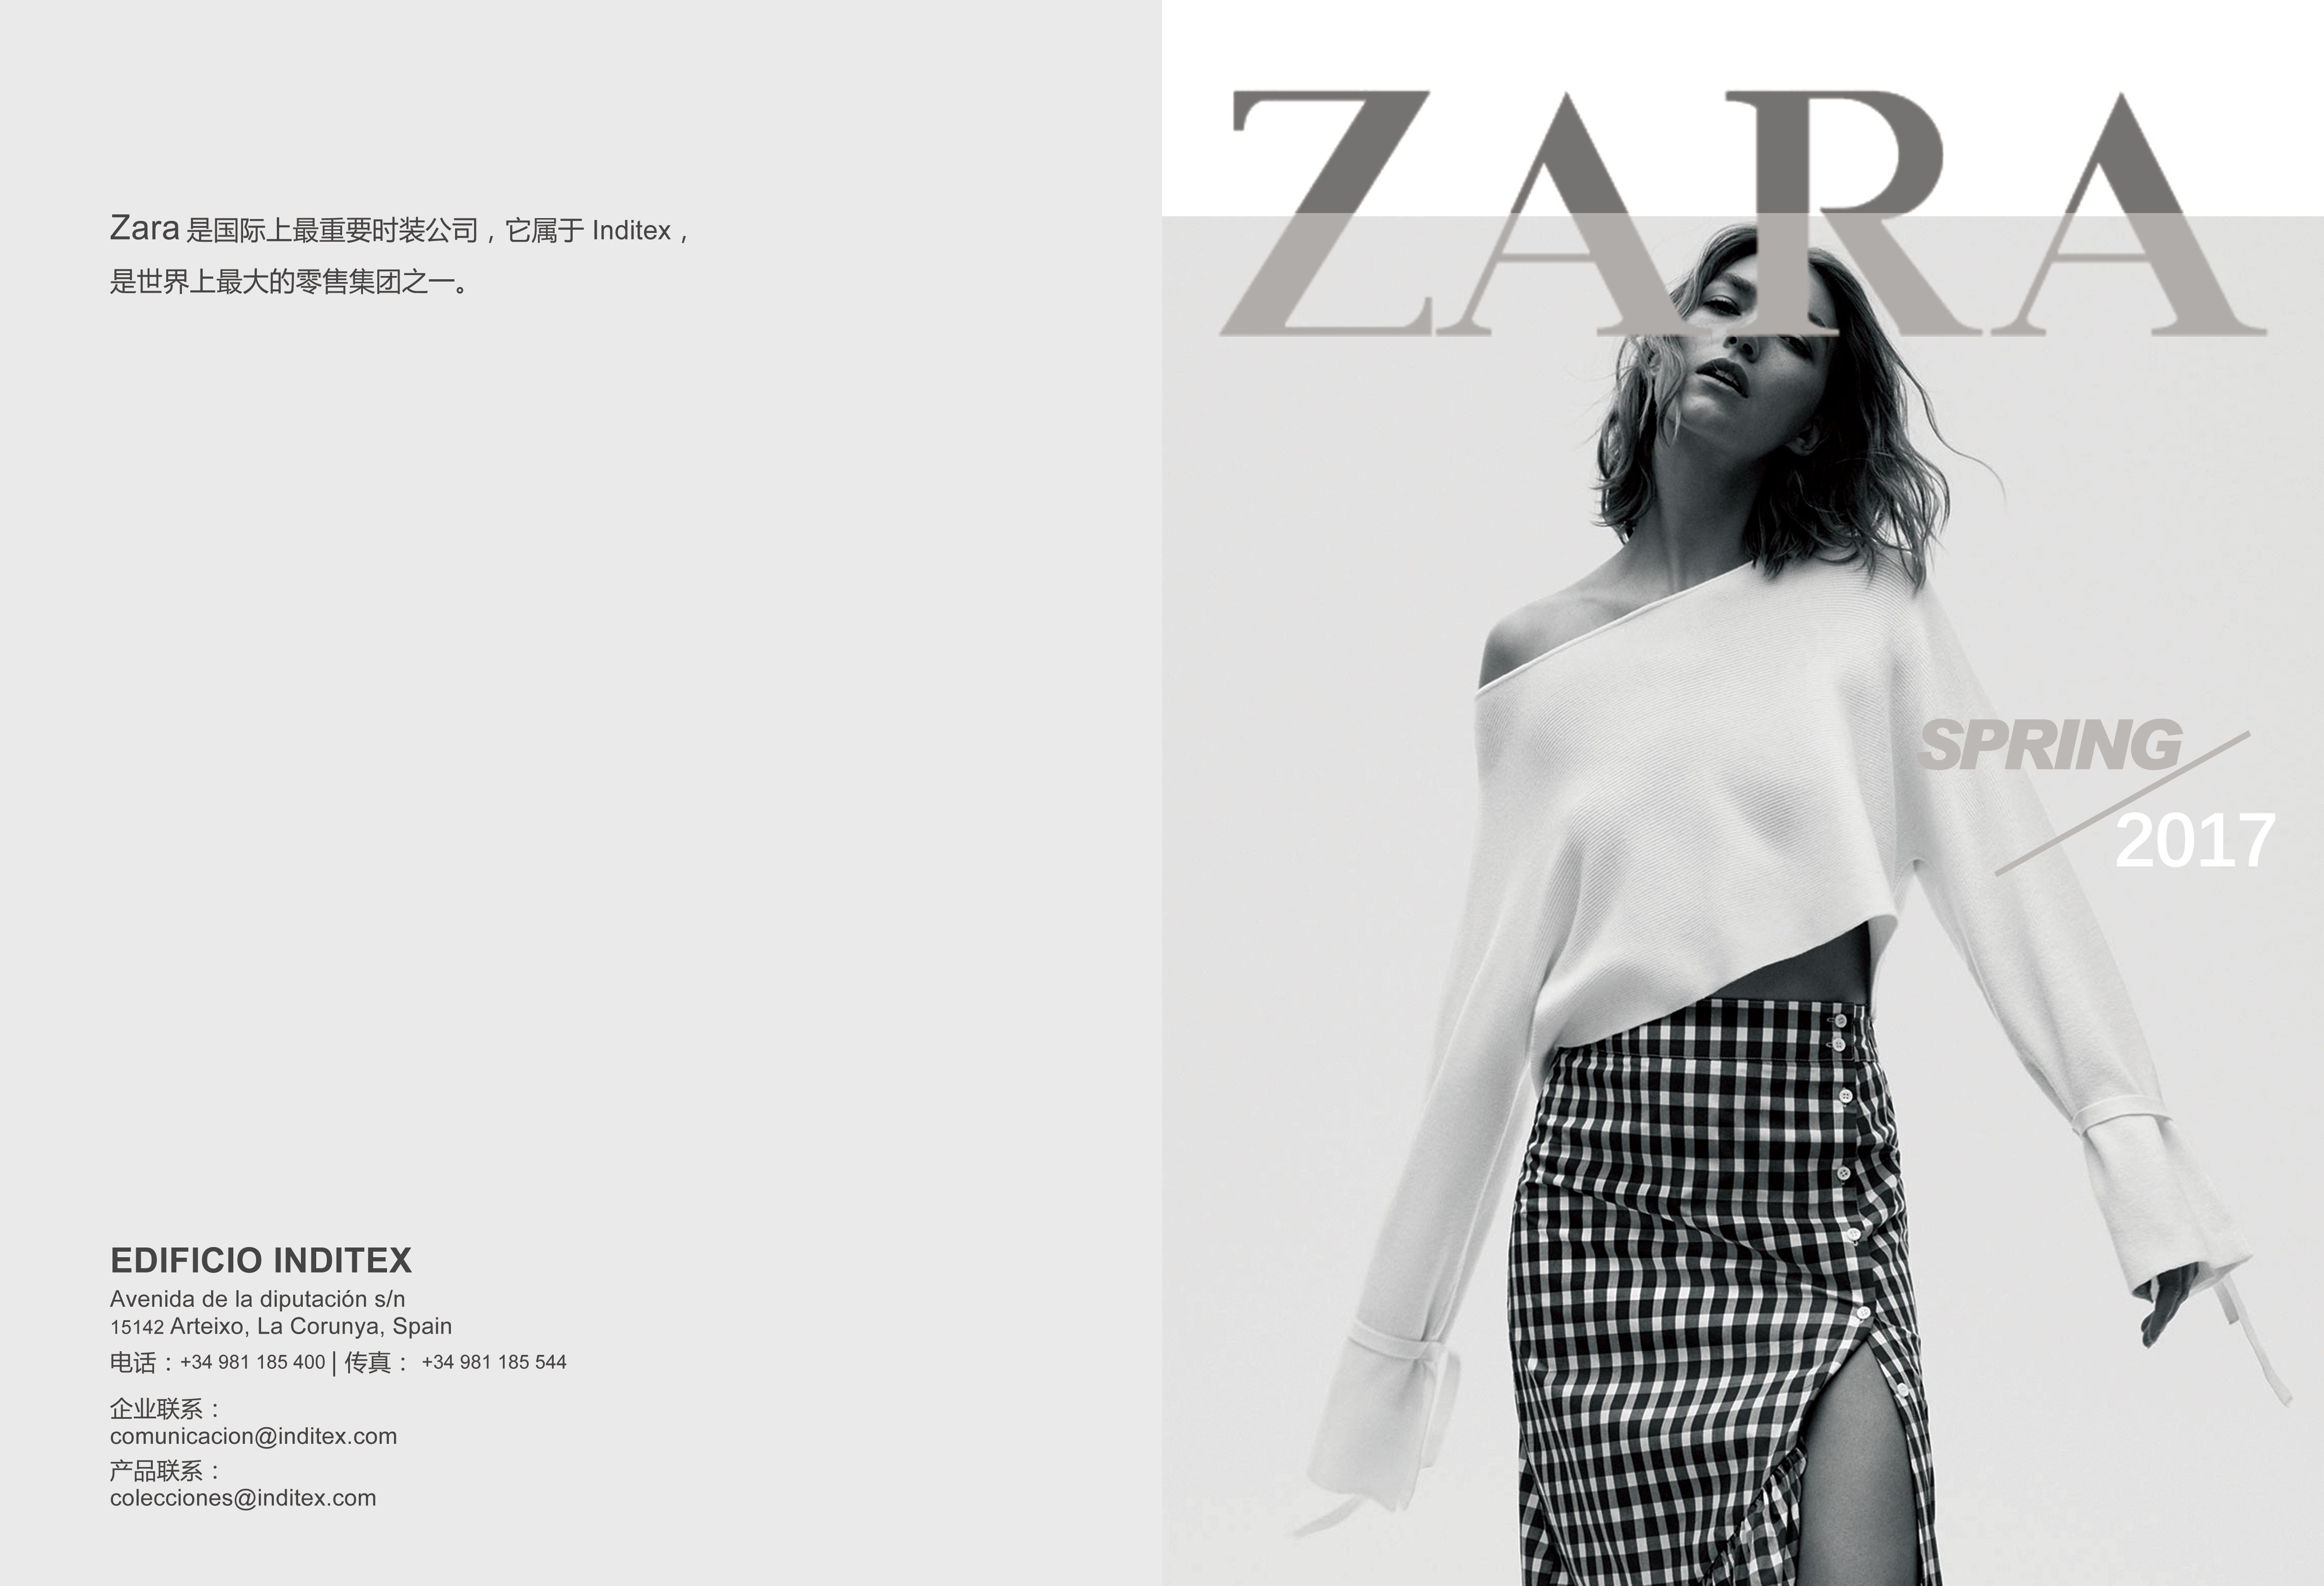 Zara 是国际上最重要时装公司，它属于 Inditex，
是世界上最大的零售集团之一。
EDIFICIO INDITEX
Avenida de la diputación s/n
15142 Arteixo, La Corunya, Spain
电话：+34 981 185 400 | 传真： +34 981 185 544
企业联系：
comunicacion@inditex.com
产品联系：
colecciones@inditex.com
ZARA
SPRING
2017